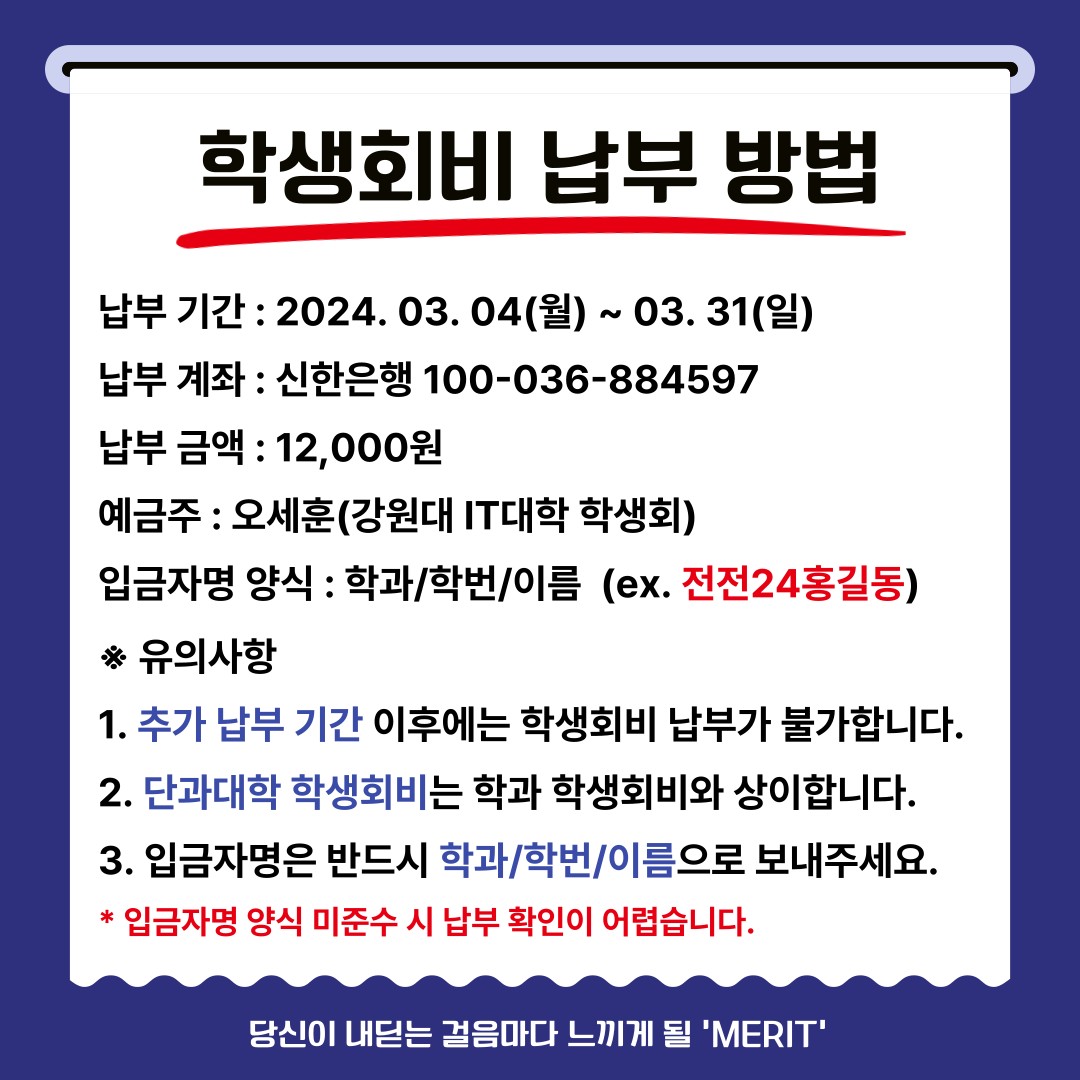 학생회비 납부 방법
납부 기간 : 2024. 03. 04(월) ~ 03. 31(일)
납부 계좌 : 신한은행 100-036-884597
납부 금액 : 12,000원
예금주 : 오세훈(강원대 IT대학 학생회)
입금자명 양식 : 학과/학번/이름 (ex. 전전24홍길동)
※ 유의사항
1. 추가 납부 기간 이후에는 학생회비 납부가 불가합니다.
2. 단과대학 학생회비는 학과 학생회비와 상이합니다.
3. 입금자명은 반드시 학과/학번/이름으로 보내주세요.
* 입금자명 양식 미준수 시 납부 확인이 어렵습니다.
당신이 내딛는 걸음마다 느끼게 될 'MERIT'